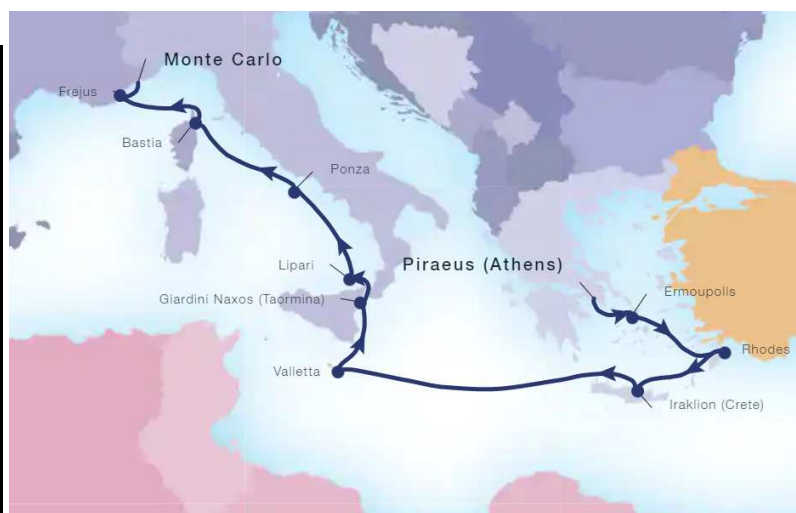 Monte Carlo
Frejus
Bastia
Ponza
Lipari
Piraeus (Athens)
Giardini Naxos (Taormina)
Ermoupolis
Rhodes
Valletta
Iraklion (Crete)